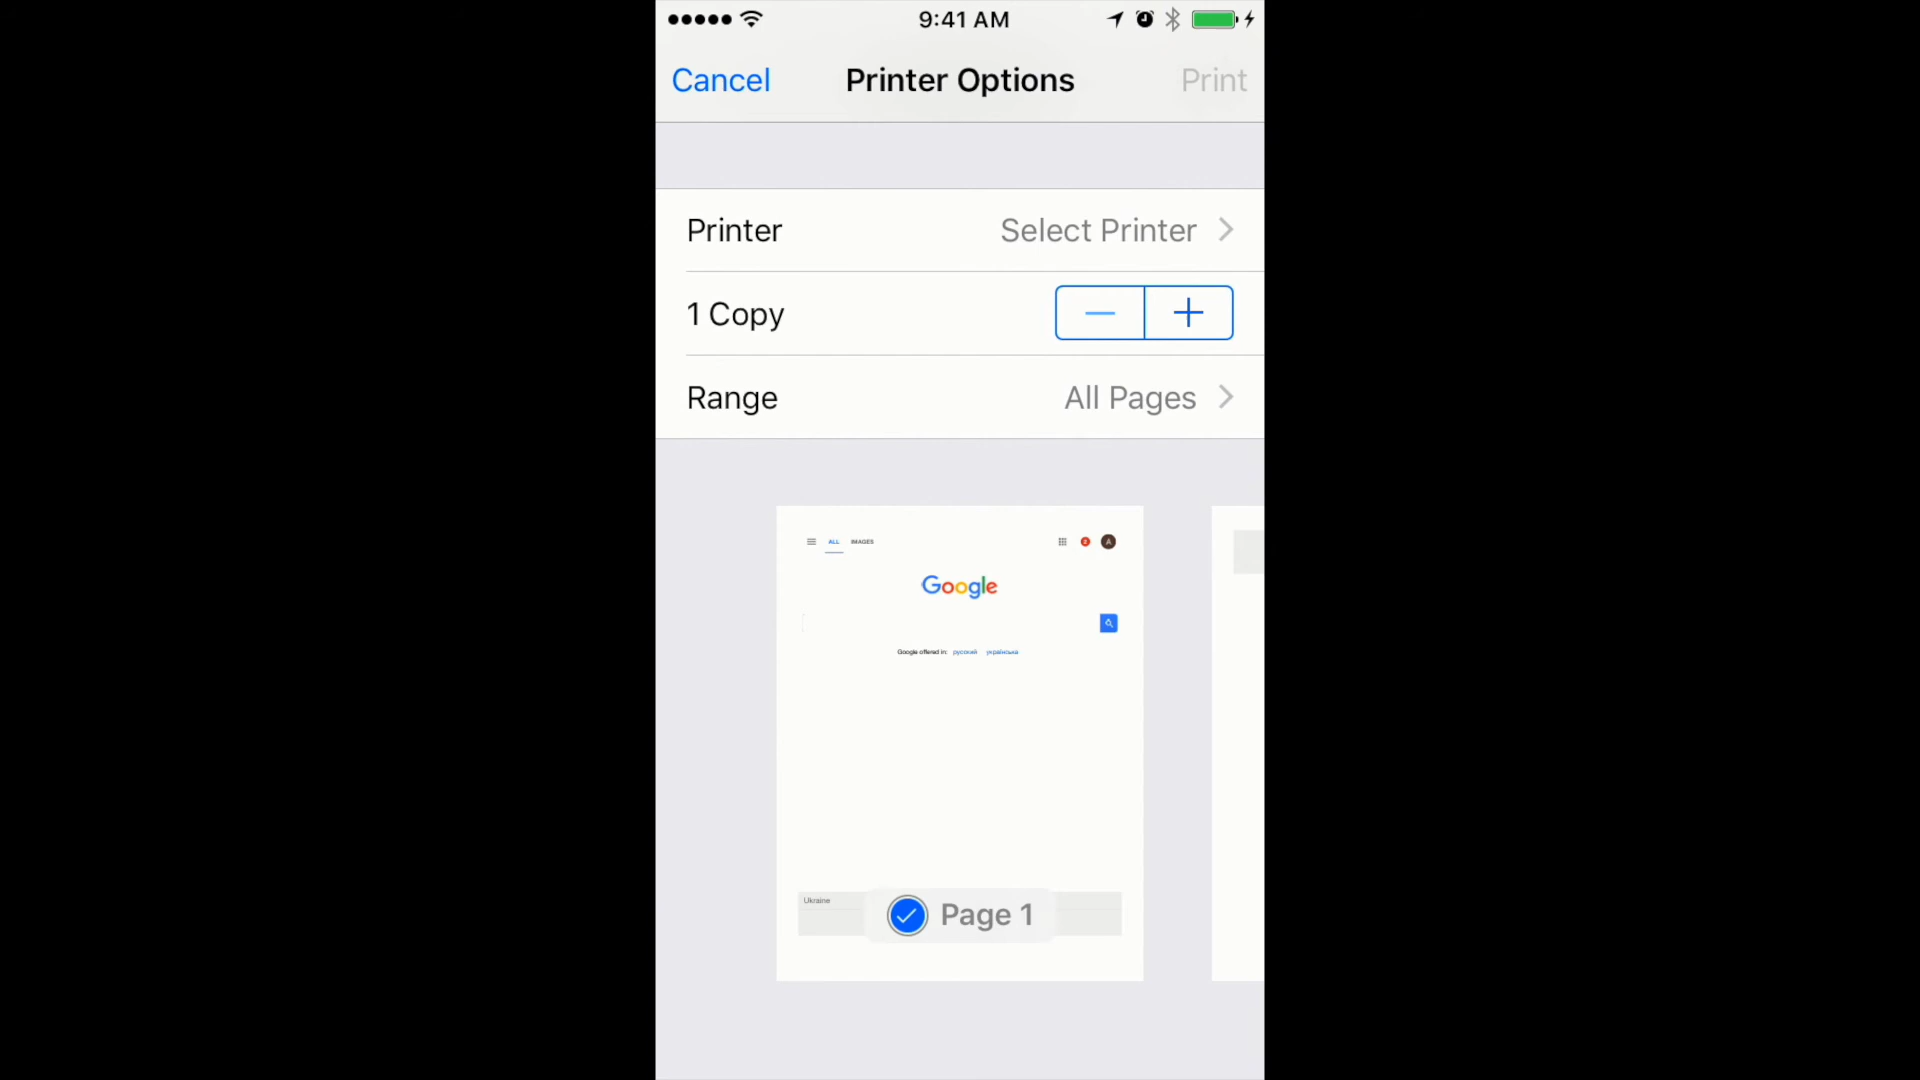 9:41 AM
Cancel Printer Options Print
Printer Select Printer
1 Copy
Range All Pages
ALL IMAGES 2 A
Google
Google offered in: русский українська
Ukraine
Page 1